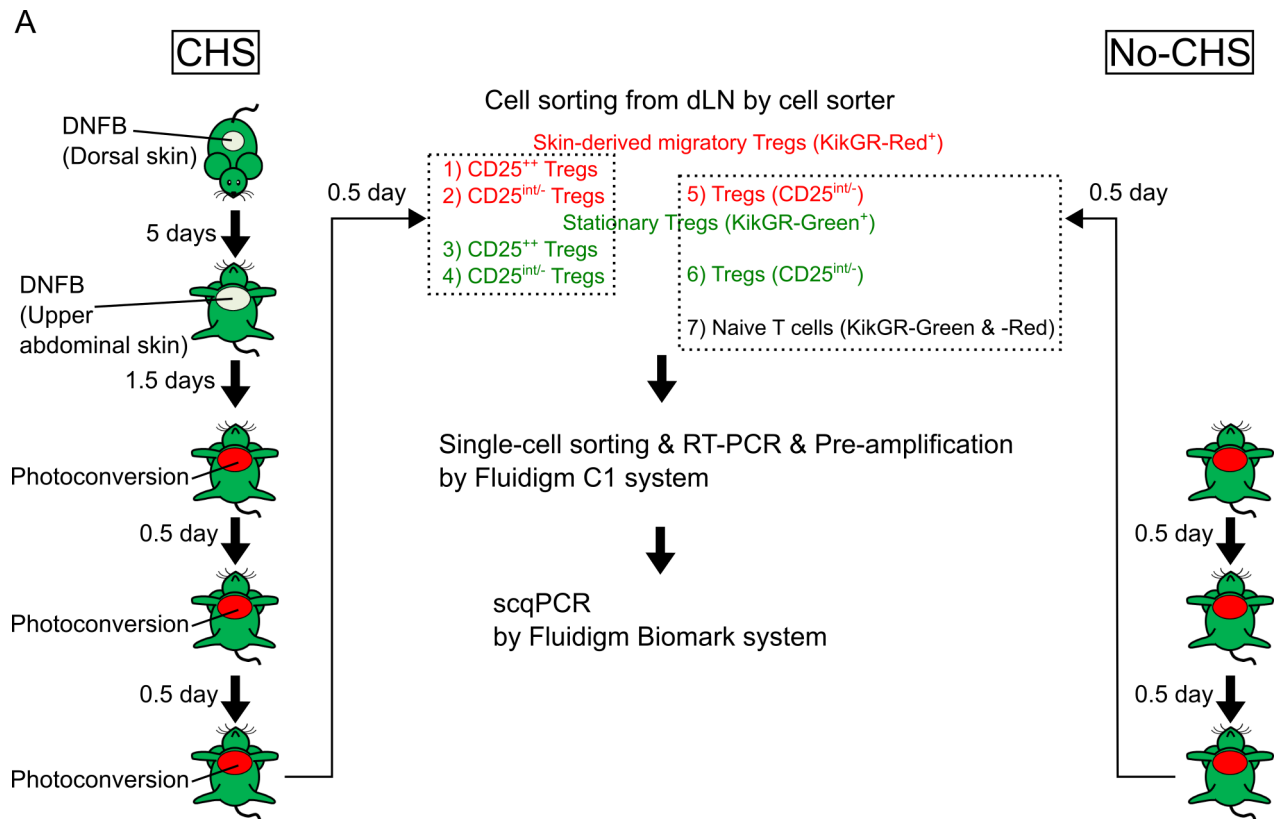 A
CHS
No-CHS
DNFB
(Dorsal skin)
5 days
DNFB
(Upper
abdominal skin)
1.5 days
Photoconversion
0.5 day
Photoconversion
0.5 day
Photoconversion
0.5 day
Cell sorting from dLN by cell sorter
Skin-derived migratory Tregs (KikGR-Red⁺)
1) CD25⁺⁺ Tregs
2) CD25ⁱⁿᵗ/⁻ Tregs
5) Tregs (CD25ⁱⁿᵗ/⁻)
Stationary Tregs (KikGR-Green⁺)
3) CD25⁺⁺ Tregs
4) CD25ⁱⁿᵗ/⁻ Tregs
6) Tregs (CD25ⁱⁿᵗ/⁻)
7) Naive T cells (KikGR-Green & -Red)
Single-cell sorting & RT-PCR & Pre-amplification
by Fluidigm C1 system
scqPCR
by Fluidigm Biomark system
0.5 day
0.5 day
0.5 day